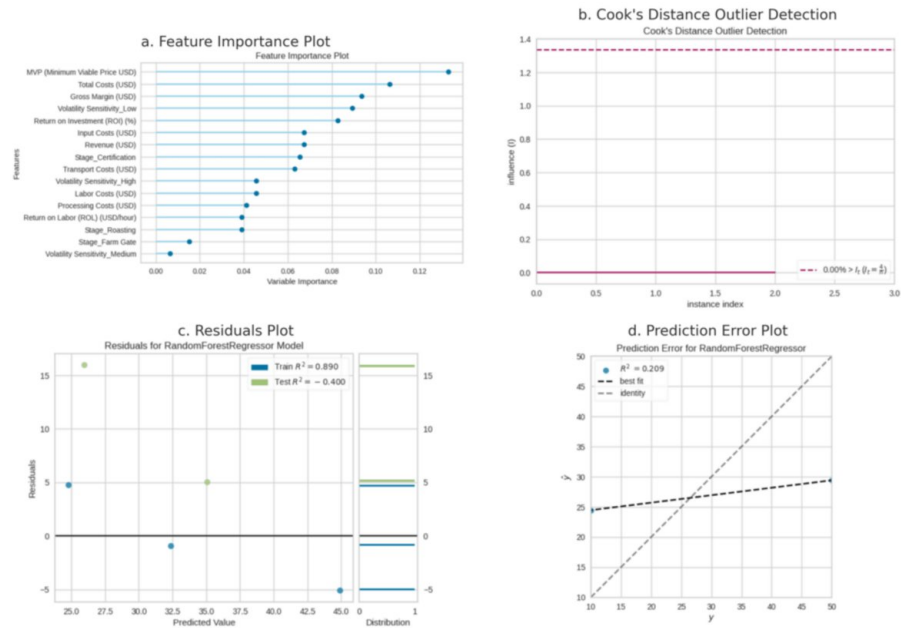 a. Feature Importance Plot
Feature Importance Plot
Features
MVP (Minimum Viable Price USD)
Total Costs (USD)
Gross Margin (USD)
Volatility Sensitivity_Low
Return on Investment (ROI) (%)
Input Costs (USD)
Revenue (USD)
Stage_Certification
Transport Costs (USD)
Volatility Sensitivity_High
Labor Costs (USD)
Processing Costs (USD)
Return on Labor (ROL) (USD/hour)
Stage_Roasting
Stage_Farm Gate
Volatility Sensitivity_Medium
0.00 0.02 0.04 0.06 0.08 0.10 0.12
Variable Importance
b. Cook's Distance Outlier Detection
Cook's Distance Outlier Detection
influence (I)
1.4
1.2
1.0
0.8
0.6
0.4
0.2
0.0
0.00% > I_t (I_t = 4/n)
0.0 0.5 1.0 1.5 2.0 2.5 3.0
instance index
c. Residuals Plot
Residuals for RandomForestRegressor Model
Train R² = 0.890
Test R² = −0.400
Residuals
15 15
10 10
5 5
0 0
−5 −5
25.0 27.5 30.0 32.5 35.0 37.5 40.0 42.5 45.0 0 1
Predicted Value Distribution
d. Prediction Error Plot
Prediction Error for RandomForestRegressor
R² = 0.209
best fit
identity
ŷ
50
45
40
35
30
25
20
15
10
10 15 20 25 30 35 40 45 50
y